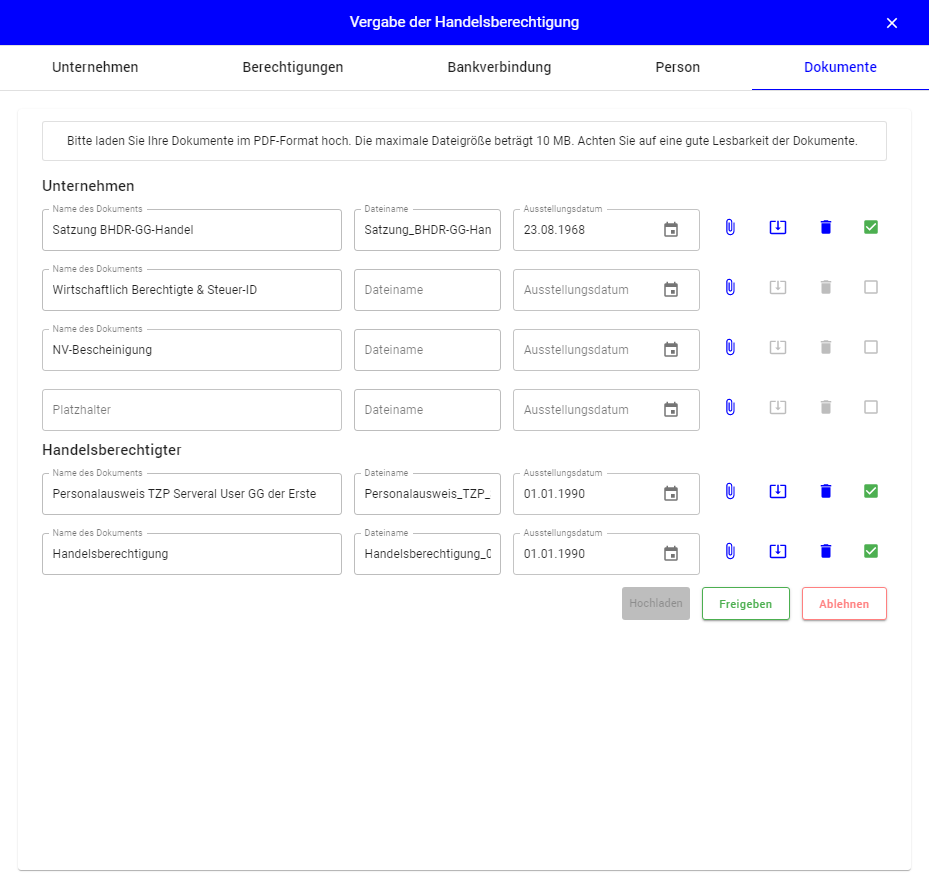 Vergabe der Handelsberechtigung
Unternehmen Berechtigungen Bankverbindung Person Dokumente
Bitte laden Sie Ihre Dokumente im PDF-Format hoch. Die maximale Dateigröße beträgt 10 MB. Achten Sie auf eine gute Lesbarkeit der Dokumente.
Unternehmen
Name des Dokuments Dateiname Ausstellungsdatum
Satzung BHDR-GG-Handel Satzung_BHDR-GG-Han 23.08.1968
Name des Dokuments
Wirtschaftlich Berechtigte & Steuer-ID Dateiname Ausstellungsdatum
Name des Dokuments
NV-Bescheinigung Dateiname Ausstellungsdatum
Platzhalter Dateiname Ausstellungsdatum
Handelsberechtigter
Name des Dokuments Dateiname Ausstellungsdatum
Personalausweis TZP Serveral User GG der Erste Personalausweis_TZP_ 01.01.1990
Name des Dokuments Dateiname Ausstellungsdatum
Handelsberechtigung Handelsberechtigung_0 01.01.1990
Hochladen Freigeben Ablehnen